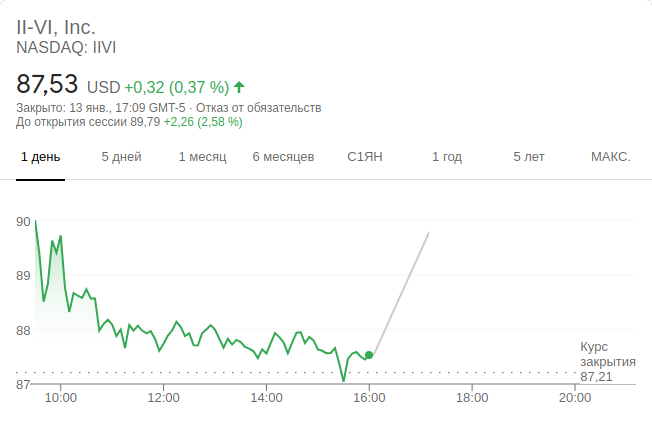 II-VI, Inc.
NASDAQ: IIVI
87,53 USD +0,32 (0,37 %)
Закрыто: 13 янв., 17:09 GMT-5 · Отказ от обязательств
До открытия сессии 89,79 +2,26 (2,58 %)
1 день 5 дней 1 месяц 6 месяцев С1ЯН 1 год 5 лет МАКС.
90
89
88
87
Курс
закрытия
87,21
10:00 12:00 14:00 16:00 18:00 20:00